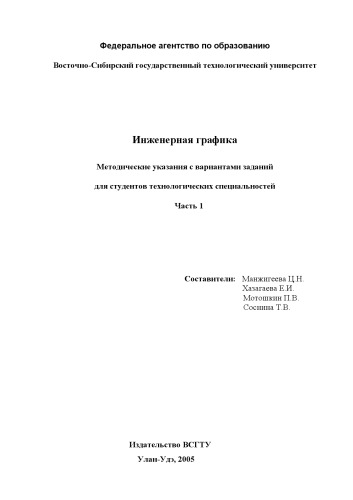 Федеральное агентство по образованию
Восточно-Сибирский государственный технологический университет
Инженерная графика
Методические указания с вариантами заданий
для студентов технологических специальностей
Часть 1
Составители: Манжигеева Ц.Н.
Хазагаева Е.И.
Мотошкин П.В.
Соснина Т.В.
Издательство ВСГТУ
Улан-Удэ, 2005